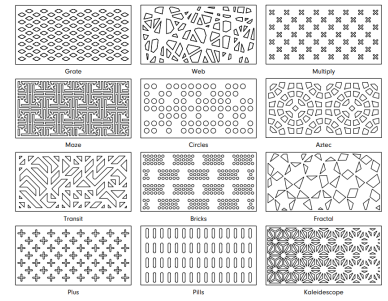 Grate
Web
Multiply
Maze
Circles
Aztec
Transit
Bricks
Fractal
Plus
Pills
Kaleidescope